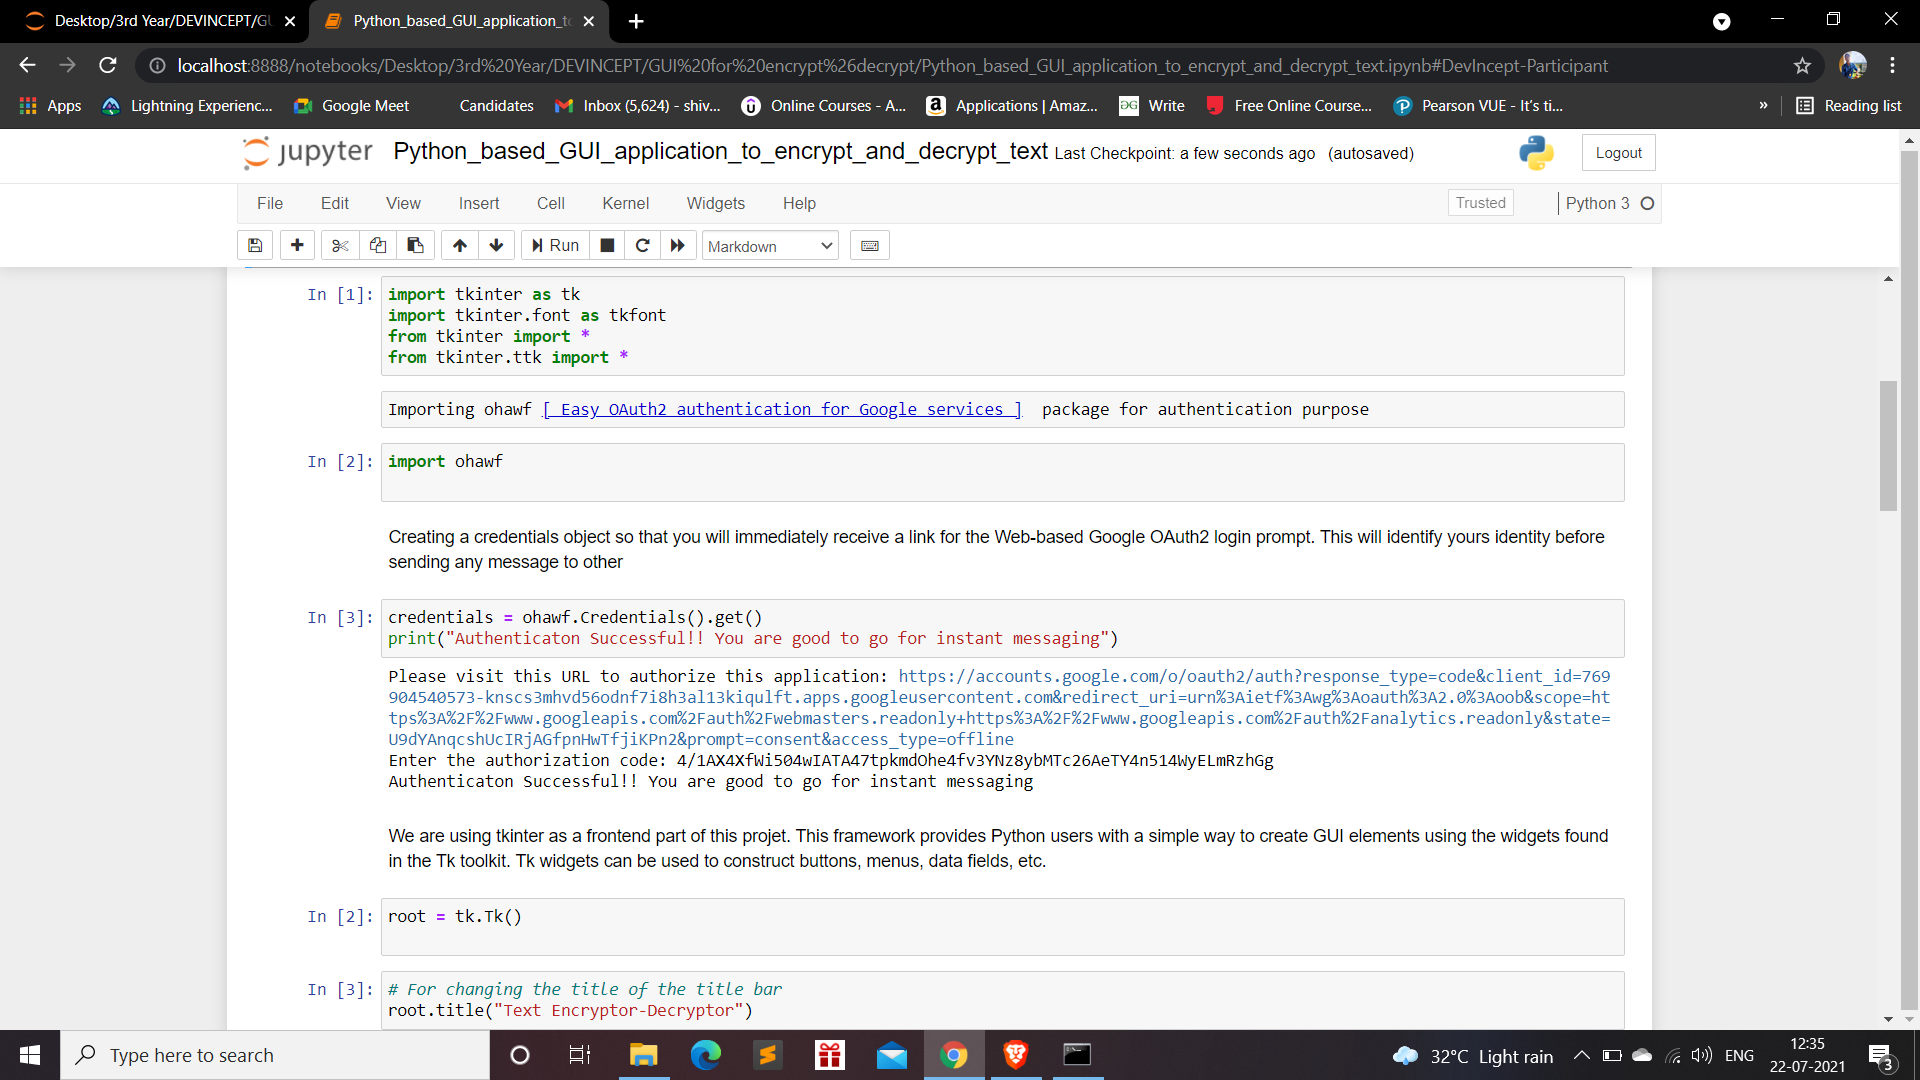 Desktop/3rd Year/DEVINCEPT/GU
Python_based_GUI_application_to
localhost:8888/notebooks/Desktop/3rd%20Year/DEVINCEPT/GUI%20for%20encrypt%26decrypt/Python_based_GUI_application_to_encrypt_and_decrypt_text.ipynb#DevIncept-Participant
Apps Lightning Experienc... Google Meet Candidates Inbox (5,624) - shiv... Online Courses - A... Applications | Amaz... Write Free Online Course... Pearson VUE - It's ti... » Reading list
jupyter Python_based_GUI_application_to_encrypt_and_decrypt_text Last Checkpoint: a few seconds ago (autosaved) Logout
File Edit View Insert Cell Kernel Widgets Help Trusted Python 3
Run Markdown
In [1]: import tkinter as tk
import tkinter.font as tkfont
from tkinter import *
from tkinter.ttk import *
Importing ohawf [ Easy OAuth2 authentication for Google services ] package for authentication purpose
In [2]: import ohawf
Creating a credentials object so that you will immediately receive a link for the Web-based Google OAuth2 login prompt. This will identify yours identity before
sending any message to other
In [3]: credentials = ohawf.Credentials().get()
print("Authenticaton Successful!! You are good to go for instant messaging")
Please visit this URL to authorize this application: https://accounts.google.com/o/oauth2/auth?response_type=code&client_id=769
904540573-knscs3mhvd56odnf7i8h3al13kiqulft.apps.googleusercontent.com&redirect_uri=urn%3Aietf%3Awg%3Aoauth%3A2.0%3Aoob&scope=ht
tps%3A%2F%2Fwww.googleapis.com%2Fauth%2Fwebmasters.readonly+https%3A%2F%2Fwww.googleapis.com%2Fauth%2Fanalytics.readonly&state=
U9dYAnqcshUcIRjAGfpnHwTfjiKPn2&prompt=consent&access_type=offline
Enter the authorization code: 4/1AX4XfWi504wIATA47tpkmdOhe4fv3YNz8ybMTc26AeTY4n514WyELmRzhGg
Authenticaton Successful!! You are good to go for instant messaging
We are using tkinter as a frontend part of this projet. This framework provides Python users with a simple way to create GUI elements using the widgets found
in the Tk toolkit. Tk widgets can be used to construct buttons, menus, data fields, etc.
In [2]: root = tk.Tk()
In [3]: # For changing the title of the title bar
root.title("Text Encryptor-Decryptor")
Type here to search
32°C Light rain
ENG
12:35
22-07-2021
3